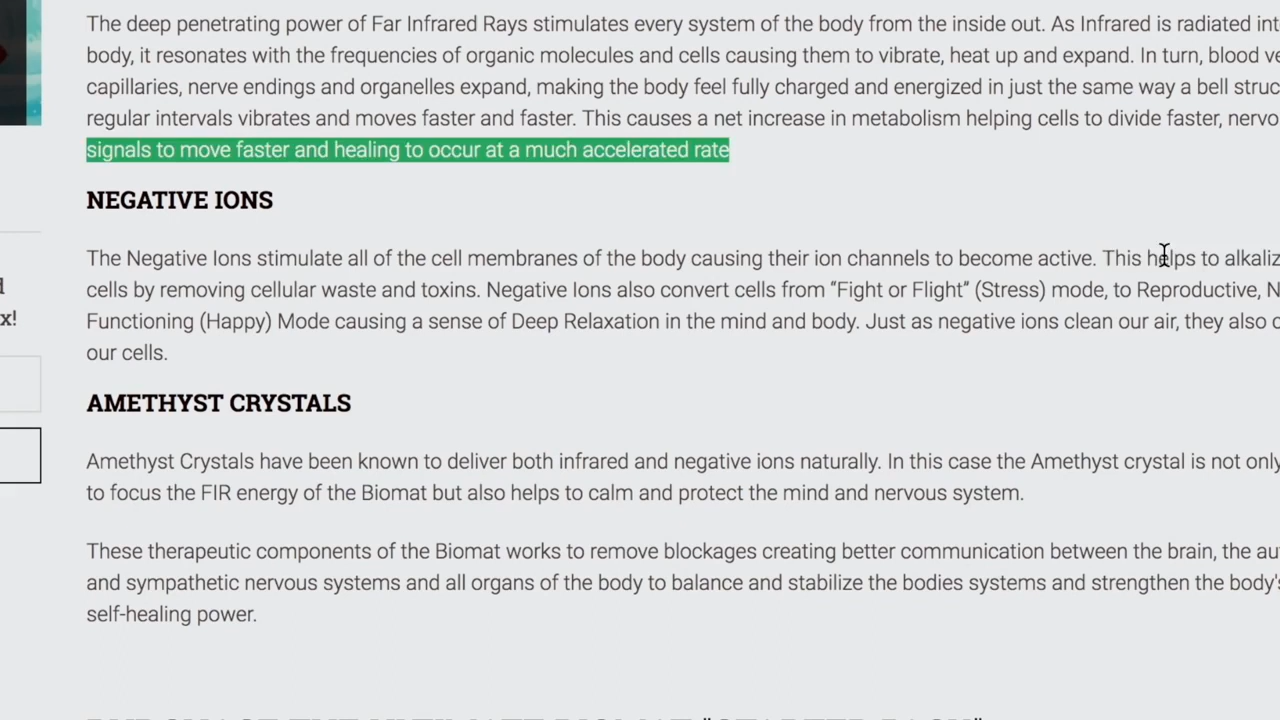 The deep penetrating power of Far Infrared Rays stimulates every system of the body from the inside out. As Infrared is radiated int
body, it resonates with the frequencies of organic molecules and cells causing them to vibrate, heat up and expand. In turn, blood ve
capillaries, nerve endings and organelles expand, making the body feel fully charged and energized in just the same way a bell struc
regular intervals vibrates and moves faster and faster. This causes a net increase in metabolism helping cells to divide faster, nervo
signals to move faster and healing to occur at a much accelerated rate
NEGATIVE IONS
The Negative Ions stimulate all of the cell membranes of the body causing their ion channels to become active. This helps to alkaliz
cells by removing cellular waste and toxins. Negative Ions also convert cells from “Fight or Flight” (Stress) mode, to Reproductive, N
Functioning (Happy) Mode causing a sense of Deep Relaxation in the mind and body. Just as negative ions clean our air, they also c
our cells.
x!
AMETHYST CRYSTALS
Amethyst Crystals have been known to deliver both infrared and negative ions naturally. In this case the Amethyst crystal is not only
to focus the FIR energy of the Biomat but also helps to calm and protect the mind and nervous system.
These therapeutic components of the Biomat works to remove blockages creating better communication between the brain, the au
and sympathetic nervous systems and all organs of the body to balance and stabilize the bodies systems and strengthen the body's
self-healing power.